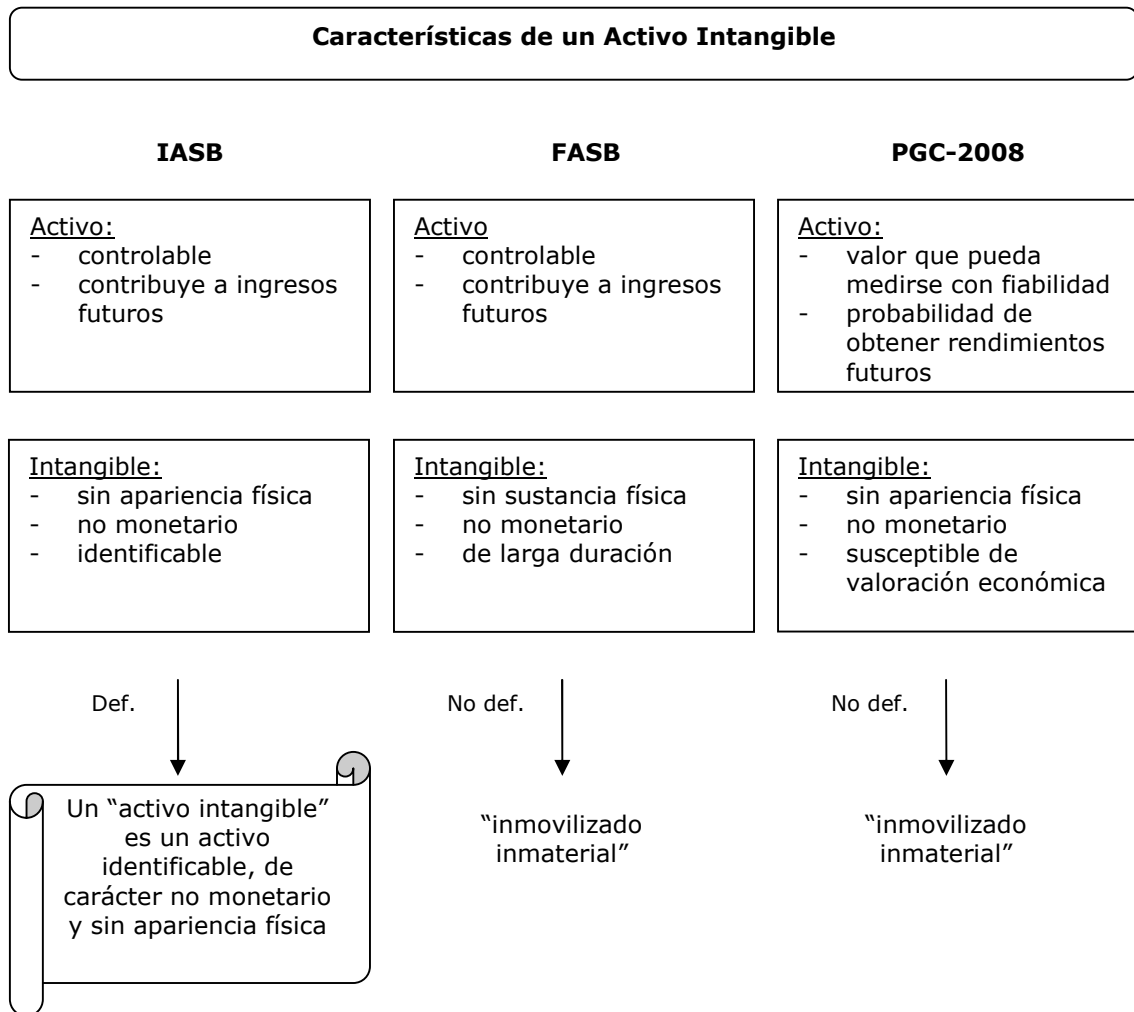 Características de un Activo Intangible
IASB
FASB
PGC-2008
Activo:
- controlable
- contribuye a ingresos
futuros
Activo
- controlable
- contribuye a ingresos
futuros
Activo:
- valor que pueda
medirse con fiabilidad
- probabilidad de
obtener rendimientos
futuros
Intangible:
- sin apariencia física
- no monetario
- identificable
Intangible:
- sin sustancia física
- no monetario
- de larga duración
Intangible:
- sin apariencia física
- no monetario
- susceptible de
valoración económica
Def.
No def.
No def.
Un “activo intangible”
es un activo
identificable, de
carácter no monetario
y sin apariencia física
“inmovilizado
inmaterial”
“inmovilizado
inmaterial”